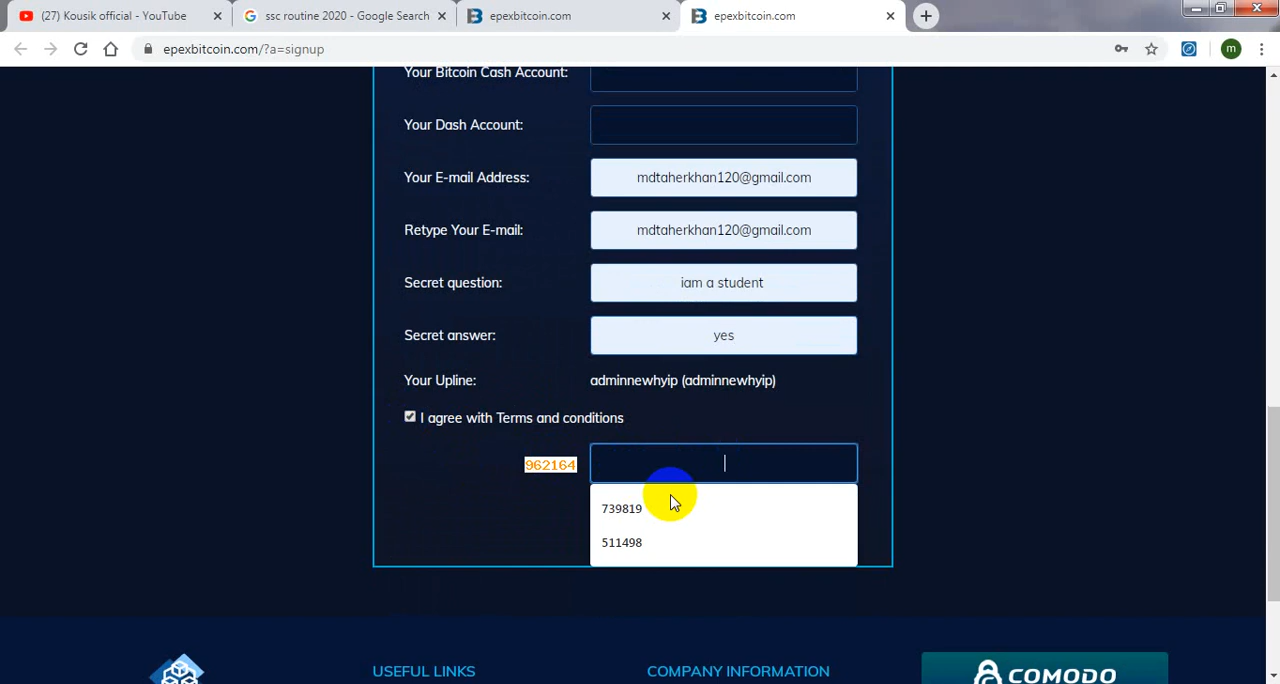 (27) Kousik official - YouTube
ssc routine 2020 - Google Search
epexbitcoin.com
epexbitcoin.com
epexbitcoin.com/?a=signup
m
Your Bitcoin Cash Account:
Your Dash Account:
Your E-mail Address: mdtaherkhan120@gmail.com
Retype Your E-mail: mdtaherkhan120@gmail.com
Secret question: iam a student
Secret answer: yes
Your Upline: adminnewhyip (adminnewhyip)
I agree with Terms and conditions
962164
739819
511498
USEFUL LINKS
COMPANY INFORMATION
COMODO